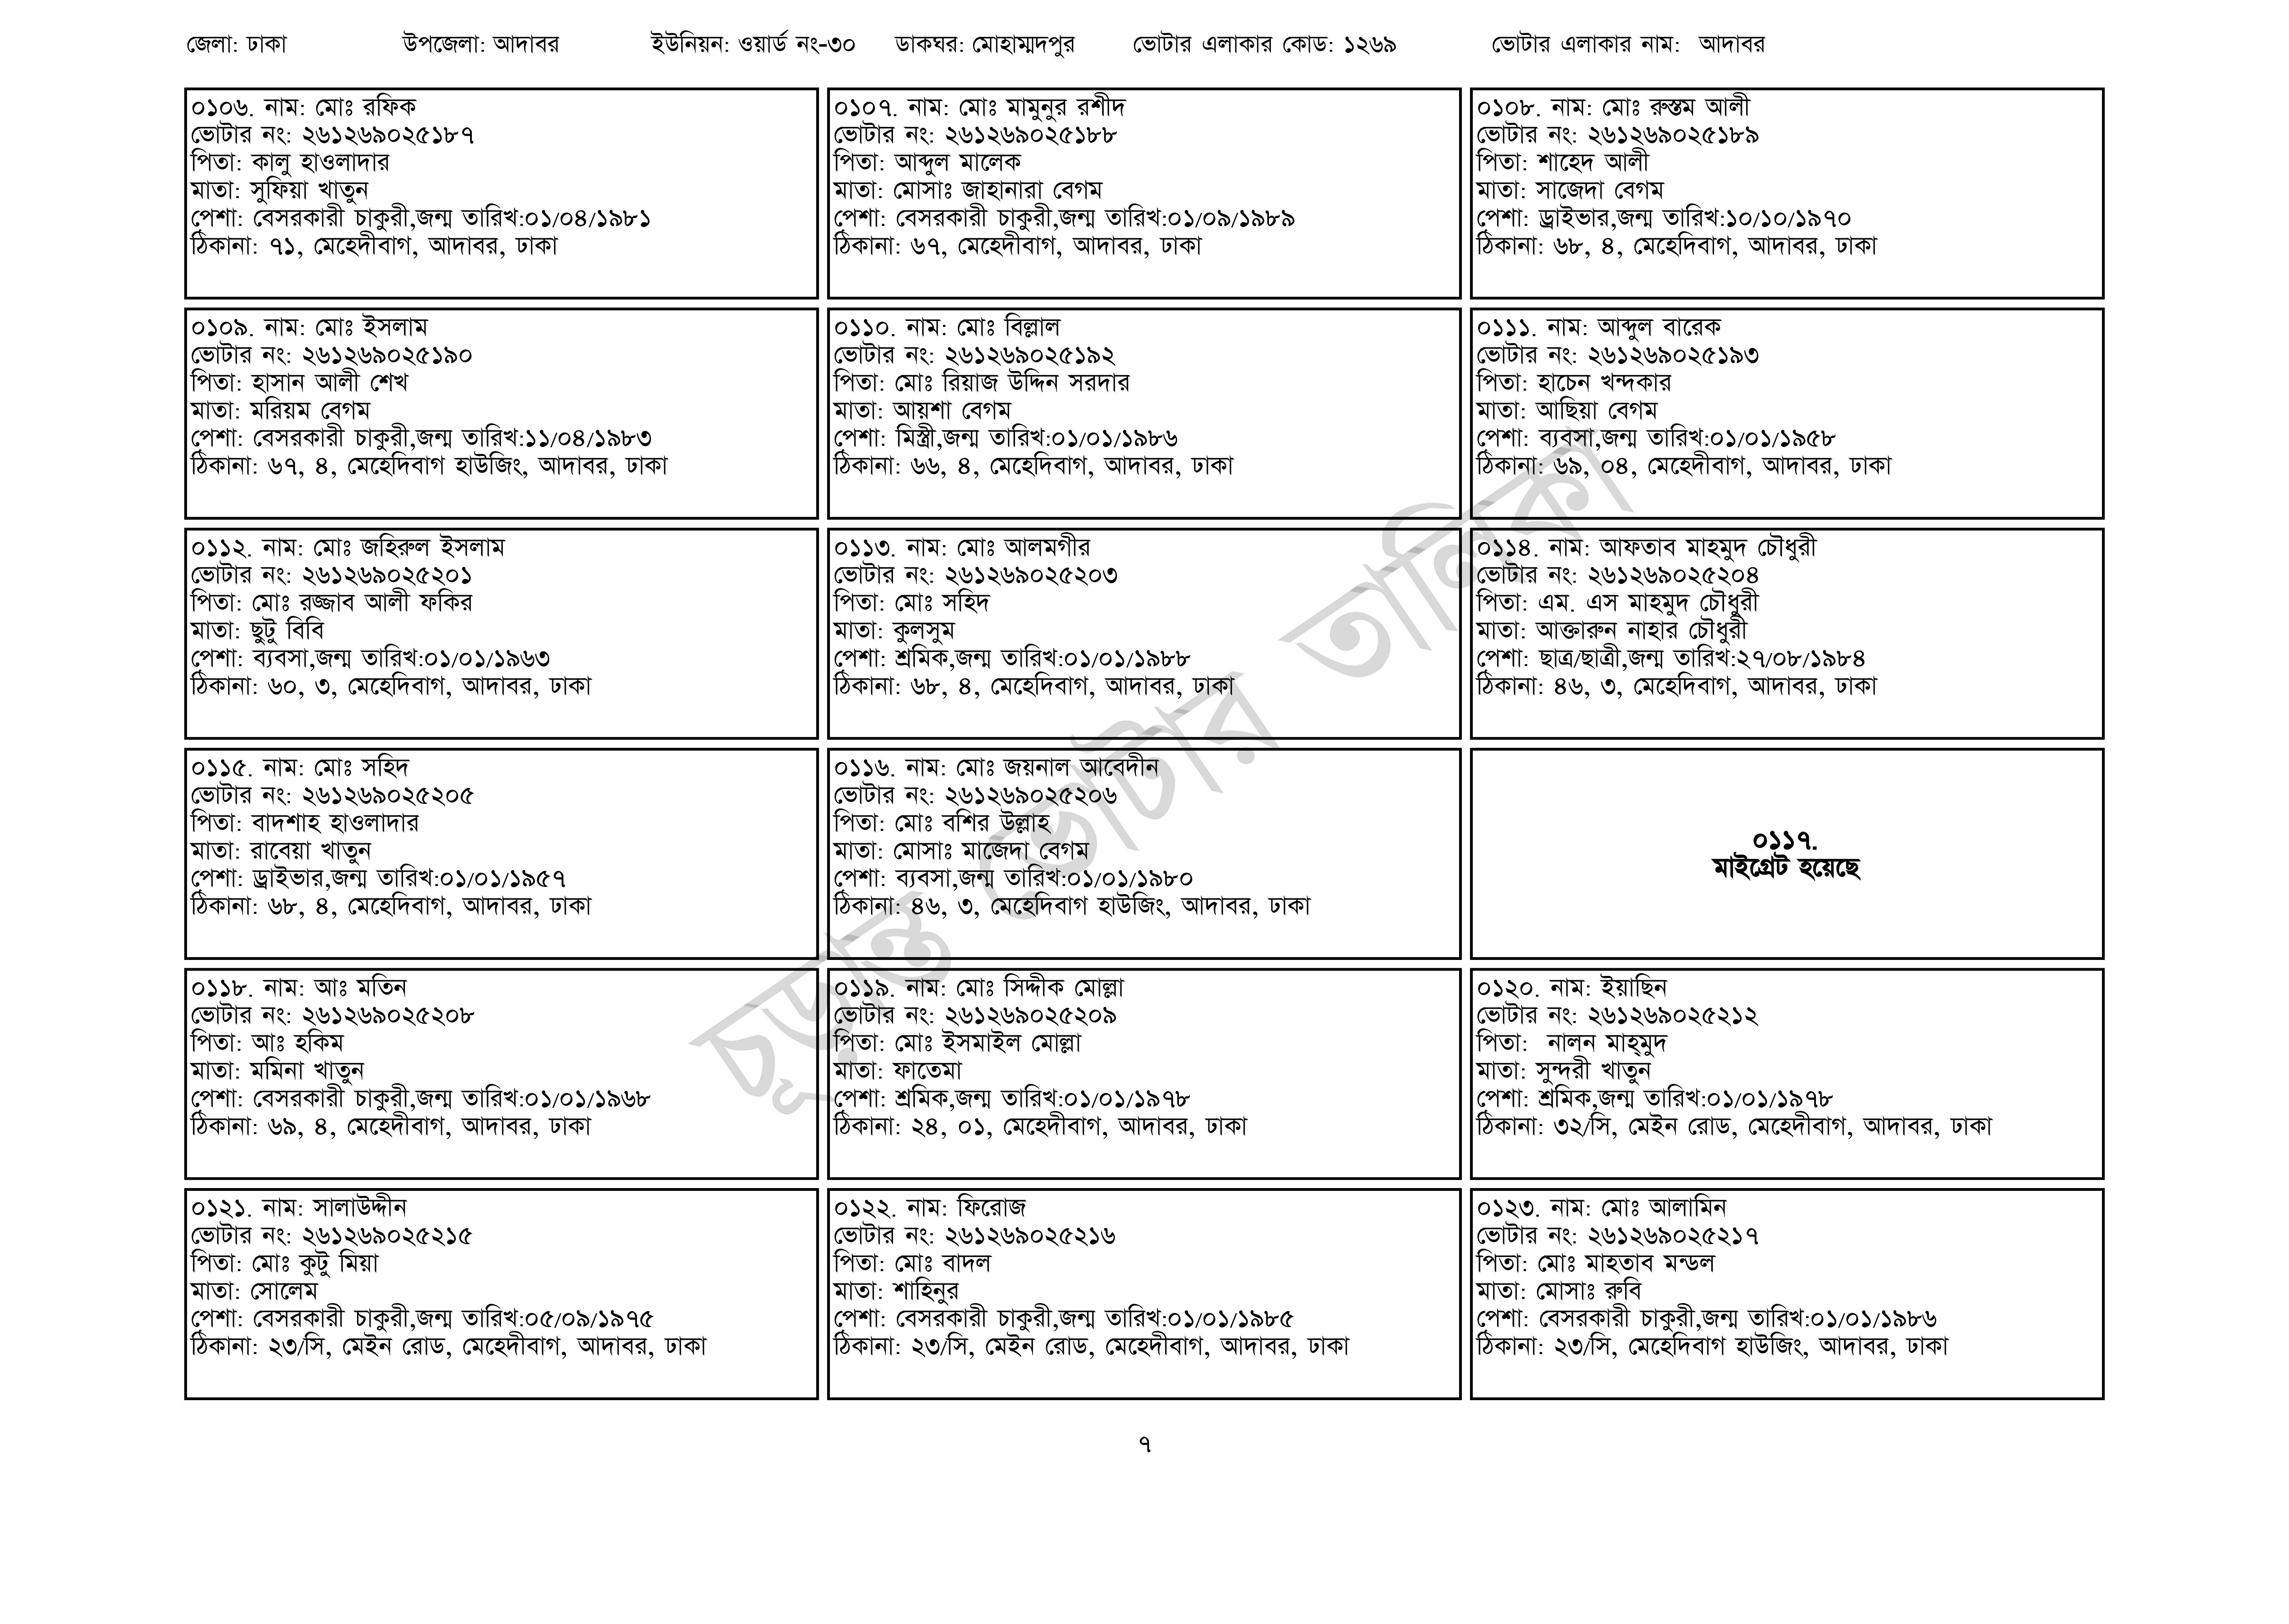 জেলা: ঢাকা উপজেলা: আদাবর ইউনিয়ন: ওয়ার্ড নং-৩০ ডাকঘর: মোহাম্মদপুর ভোটার এলাকার কোড: ১২৬৯ ভোটার এলাকার নাম: আদাবর
০১০৬. নাম: মোঃ রফিক
ভোটার নং: ২৬১২৬৯০২৫১৮৭
পিতা: কালু হাওলাদার
মাতা: সুফিয়া খাতুন
পেশা: বেসরকারী চাকুরী,জন্ম তারিখ:০১/০৪/১৯৮১
ঠিকানা: ৭১, মেহেদীবাগ, আদাবর, ঢাকা
০১০৭. নাম: মোঃ মামুনুর রশীদ
ভোটার নং: ২৬১২৬৯০২৫১৮৮
পিতা: আব্দুল মালেক
মাতা: মোসাঃ জাহানারা বেগম
পেশা: বেসরকারী চাকুরী,জন্ম তারিখ:০১/০৯/১৯৮৯
ঠিকানা: ৬৭, মেহেদীবাগ, আদাবর, ঢাকা
০১০৮. নাম: মোঃ রুস্তম আলী
ভোটার নং: ২৬১২৬৯০২৫১৮৯
পিতা: শাহেদ আলী
মাতা: সাজেদা বেগম
পেশা: ড্রাইভার,জন্ম তারিখ:১০/১০/১৯৭০
ঠিকানা: ৬৮, ৪, মেহেদিবাগ, আদাবর, ঢাকা
০১০৯. নাম: মোঃ ইসলাম
ভোটার নং: ২৬১২৬৯০২৫১৯০
পিতা: হাসান আলী শেখ
মাতা: মরিয়ম বেগম
পেশা: বেসরকারী চাকুরী,জন্ম তারিখ:১১/০৪/১৯৮৩
ঠিকানা: ৬৭, ৪, মেহেদিবাগ হাউজিং, আদাবর, ঢাকা
০১১০. নাম: মোঃ বিল্লাল
ভোটার নং: ২৬১২৬৯০২৫১৯২
পিতা: মোঃ রিয়াজ উদ্দিন সরদার
মাতা: আয়শা বেগম
পেশা: মিস্ত্রী,জন্ম তারিখ:০১/০১/১৯৮৬
ঠিকানা: ৬৬, ৪, মেহেদিবাগ, আদাবর, ঢাকা
০১১১. নাম: আব্দুল বারেক
ভোটার নং: ২৬১২৬৯০২৫১৯৩
পিতা: হাচেন খন্দকার
মাতা: আছিয়া বেগম
পেশা: ব্যবসা,জন্ম তারিখ:০১/০১/১৯৫৮
ঠিকানা: ৬৯, ০৪, মেহেদীবাগ, আদাবর, ঢাকা
০১১২. নাম: মোঃ জহিরুল ইসলাম
ভোটার নং: ২৬১২৬৯০২৫২০১
পিতা: মোঃ রজ্জাব আলী ফকির
মাতা: ছুটু বিবি
পেশা: ব্যবসা,জন্ম তারিখ:০১/০১/১৯৬৩
ঠিকানা: ৬০, ৩, মেহেদিবাগ, আদাবর, ঢাকা
০১১৩. নাম: মোঃ আলমগীর
ভোটার নং: ২৬১২৬৯০২৫২০৩
পিতা: মোঃ সহিদ
মাতা: কুলসুম
পেশা: শ্রমিক,জন্ম তারিখ:০১/০১/১৯৮৮
ঠিকানা: ৬৮, ৪, মেহেদিবাগ, আদাবর, ঢাকা
০১১৪. নাম: আফতাব মাহমুদ চৌধুরী
ভোটার নং: ২৬১২৬৯০২৫২০৪
পিতা: এম. এস মাহমুদ চৌধুরী
মাতা: আক্তারুন নাহার চৌধুরী
পেশা: ছাত্র/ছাত্রী,জন্ম তারিখ:২৭/০৮/১৯৮৪
ঠিকানা: ৪৬, ৩, মেহেদিবাগ, আদাবর, ঢাকা
০১১৫. নাম: মোঃ সহিদ
ভোটার নং: ২৬১২৬৯০২৫২০৫
পিতা: বাদশাহ হাওলাদার
মাতা: রাবেয়া খাতুন
পেশা: ড্রাইভার,জন্ম তারিখ:০১/০১/১৯৫৭
ঠিকানা: ৬৮, ৪, মেহেদিবাগ, আদাবর, ঢাকা
০১১৬. নাম: মোঃ জয়নাল আবেদীন
ভোটার নং: ২৬১২৬৯০২৫২০৬
পিতা: মোঃ বশির উল্লাহ
মাতা: মোসাঃ মাজেদা বেগম
পেশা: ব্যবসা,জন্ম তারিখ:০১/০১/১৯৮০
ঠিকানা: ৪৬, ৩, মেহেদিবাগ হাউজিং, আদাবর, ঢাকা
০১১৭.
মাইগ্রেট হয়েছে
০১১৮. নাম: আঃ মতিন
ভোটার নং: ২৬১২৬৯০২৫২০৮
পিতা: আঃ হকিম
মাতা: মমিনা খাতুন
পেশা: বেসরকারী চাকুরী,জন্ম তারিখ:০১/০১/১৯৬৮
ঠিকানা: ৬৯, ৪, মেহেদীবাগ, আদাবর, ঢাকা
০১১৯. নাম: মোঃ সিদ্দীক মোল্লা
ভোটার নং: ২৬১২৬৯০২৫২০৯
পিতা: মোঃ ইসমাইল মোল্লা
মাতা: ফাতেমা
পেশা: শ্রমিক,জন্ম তারিখ:০১/০১/১৯৭৮
ঠিকানা: ২৪, ০১, মেহেদীবাগ, আদাবর, ঢাকা
০১২০. নাম: ইয়াছিন
ভোটার নং: ২৬১২৬৯০২৫২১২
পিতা: নালন মাহ্‌মুদ
মাতা: সুন্দরী খাতুন
পেশা: শ্রমিক,জন্ম তারিখ:০১/০১/১৯৭৮
ঠিকানা: ৩২/সি, মেইন রোড, মেহেদীবাগ, আদাবর, ঢাকা
০১২১. নাম: সালাউদ্দীন
ভোটার নং: ২৬১২৬৯০২৫২১৫
পিতা: মোঃ কুটু মিয়া
মাতা: সোলেম
পেশা: বেসরকারী চাকুরী,জন্ম তারিখ:০৫/০৯/১৯৭৫
ঠিকানা: ২৩/সি, মেইন রোড, মেহেদীবাগ, আদাবর, ঢাকা
০১২২. নাম: ফিরোজ
ভোটার নং: ২৬১২৬৯০২৫২১৬
পিতা: মোঃ বাদল
মাতা: শাহিনুর
পেশা: বেসরকারী চাকুরী,জন্ম তারিখ:০১/০১/১৯৮৫
ঠিকানা: ২৩/সি, মেইন রোড, মেহেদীবাগ, আদাবর, ঢাকা
০১২৩. নাম: মোঃ আলামিন
ভোটার নং: ২৬১২৬৯০২৫২১৭
পিতা: মোঃ মাহতাব মন্ডল
মাতা: মোসাঃ রুবি
পেশা: বেসরকারী চাকুরী,জন্ম তারিখ:০১/০১/১৯৮৬
ঠিকানা: ২৩/সি, মেহেদিবাগ হাউজিং, আদাবর, ঢাকা
চূড়ান্ত ভোটার তালিকা
৭